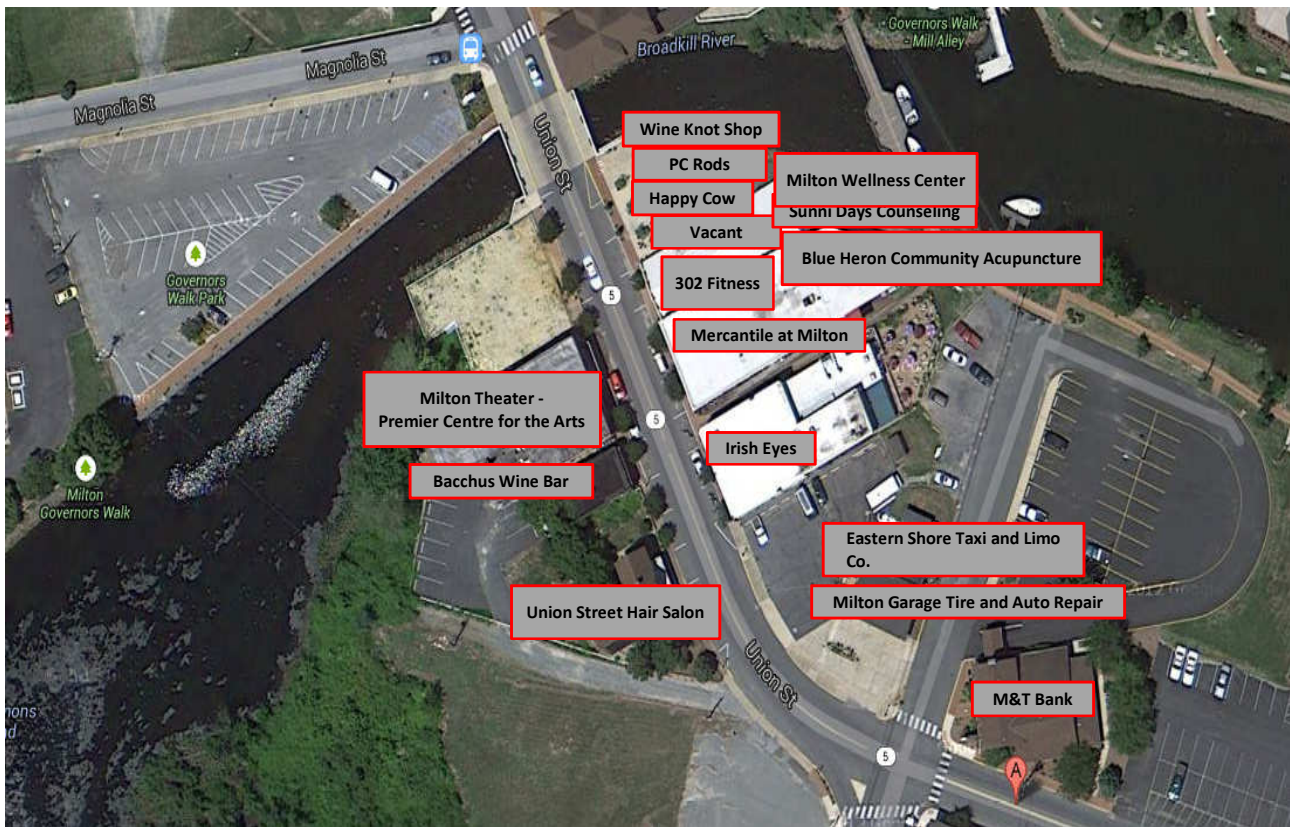 Governors Walk
- Mill Alley
Broadkill River
Magnolia St
Magnolia St
Union St
Wine Knot Shop
PC Rods
Milton Wellness Center
Happy Cow
Sunni Days Counseling
Vacant
Blue Heron Community Acupuncture
Governors
Walk Park
302 Fitness
5
Mercantile at Milton
Milton Theater -
Premier Centre for the Arts
5
Irish Eyes
Bacchus Wine Bar
Milton
Governors Walk
Eastern Shore Taxi and Limo
Co.
Milton Garage Tire and Auto Repair
Union Street Hair Salon
Union St
M&T Bank
5
A